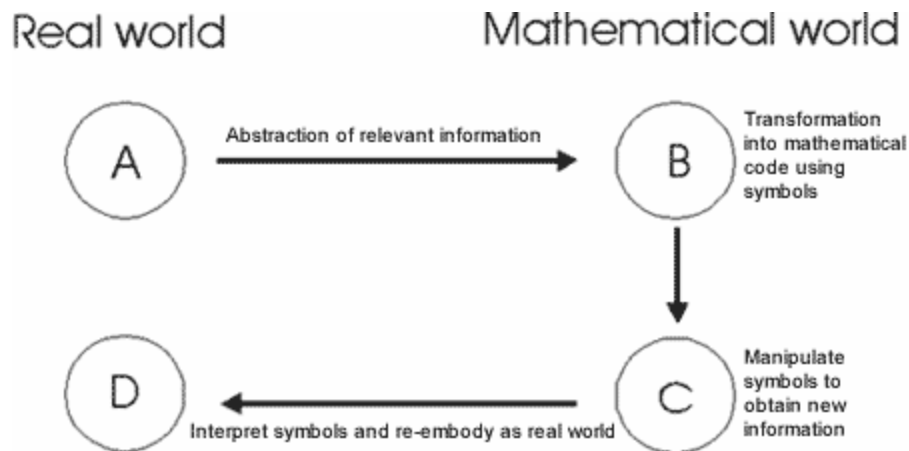 Real world
Mathematical world
A
Abstraction of relevant information
B
Transformation
into mathematical
code using
symbols
D
Interpret symbols and re-embody as real world
C
Manipulate
symbols to
obtain new
information